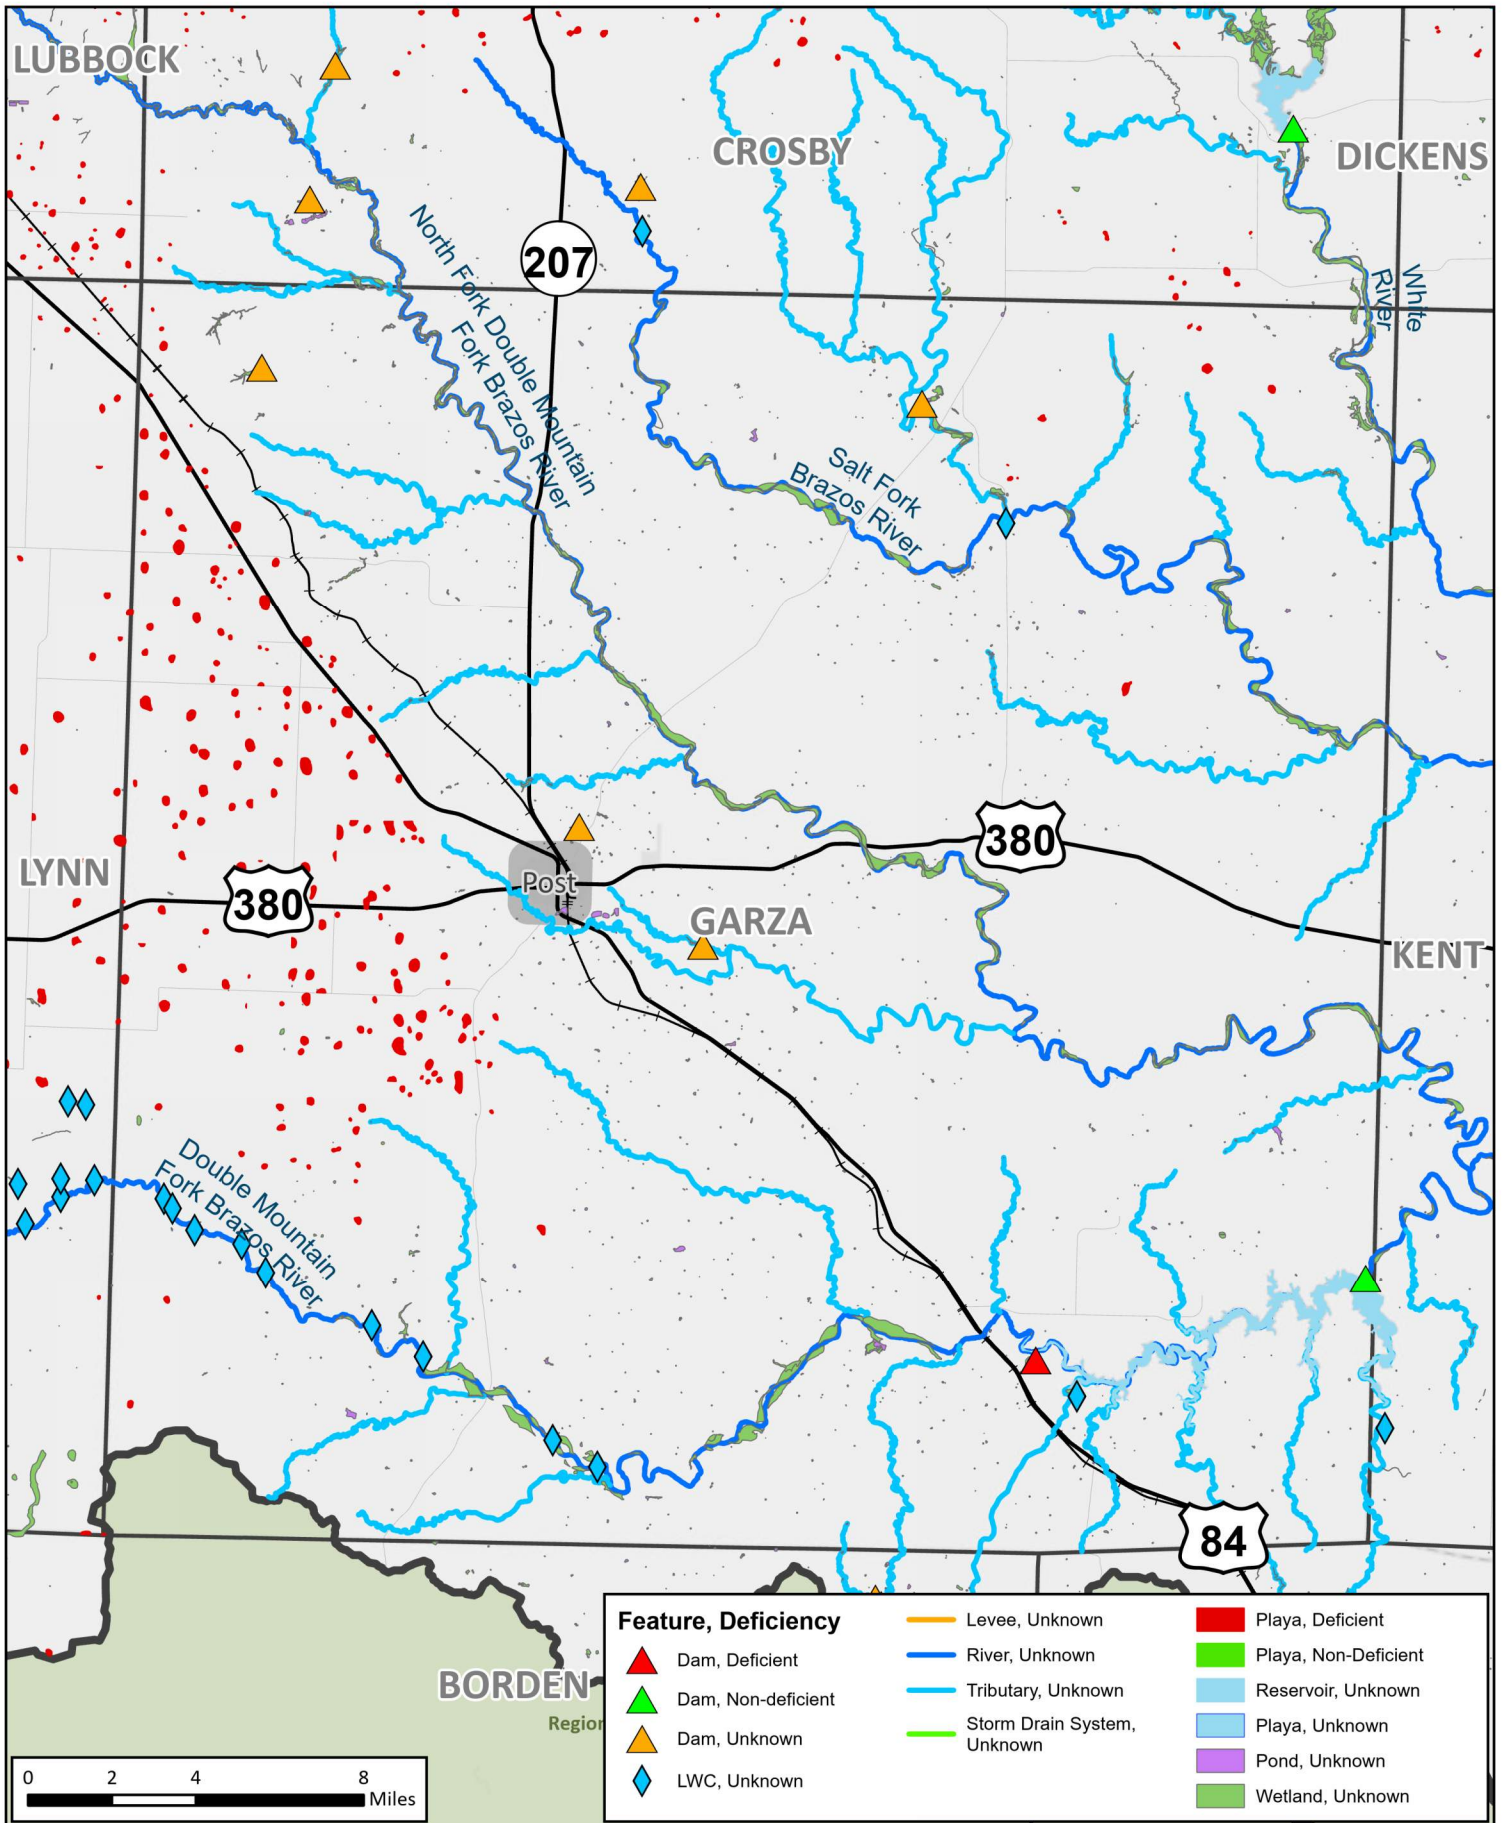 LUBBOCK
CROSBY
DICKENS
207
North Fork Double Mountain
Fork Brazos River
White
River
Salt Fork
Brazos River
380
LYNN
380
Post
GARZA
KENT
Double Mountain
Fork Brazos River
84
BORDEN
Region
Feature, Deficiency
Dam, Deficient
Dam, Non-deficient
Dam, Unknown
LWC, Unknown
Levee, Unknown
River, Unknown
Tributary, Unknown
Storm Drain System,
Unknown
Playa, Deficient
Playa, Non-Deficient
Reservoir, Unknown
Playa, Unknown
Pond, Unknown
Wetland, Unknown
0 2 4 8
Miles